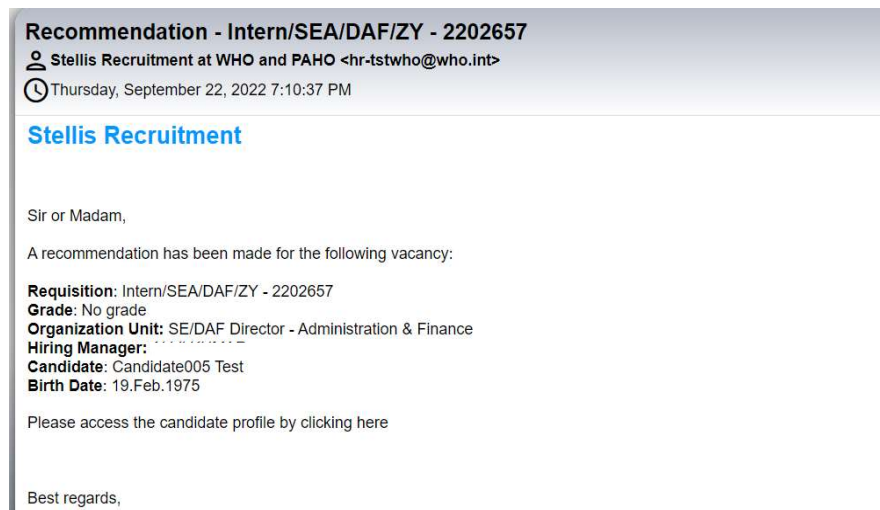 Recommendation - Intern/SEA/DAF/ZY - 2202657
Stellis Recruitment at WHO and PAHO <hr-tstwho@who.int>
Thursday, September 22, 2022 7:10:37 PM
Stellis Recruitment
Sir or Madam,
A recommendation has been made for the following vacancy:
Requisition: Intern/SEA/DAF/ZY - 2202657
Grade: No grade
Organization Unit: SE/DAF Director - Administration & Finance
Hiring Manager:
Candidate: Candidate005 Test
Birth Date: 19.Feb.1975
Please access the candidate profile by clicking here
Best regards,